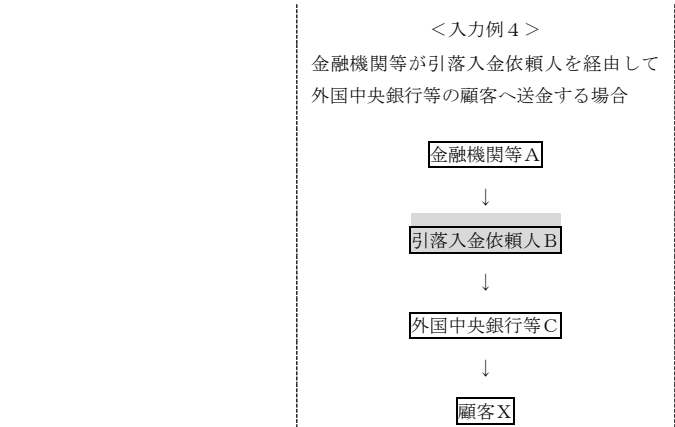 ＜入力例４＞
金融機関等が引落入金依頼人を経由して
外国中央銀行等の顧客へ送金する場合
金融機関等Ａ
↓
引落入金依頼人Ｂ
↓
外国中央銀行等Ｃ
↓
顧客Ｘ